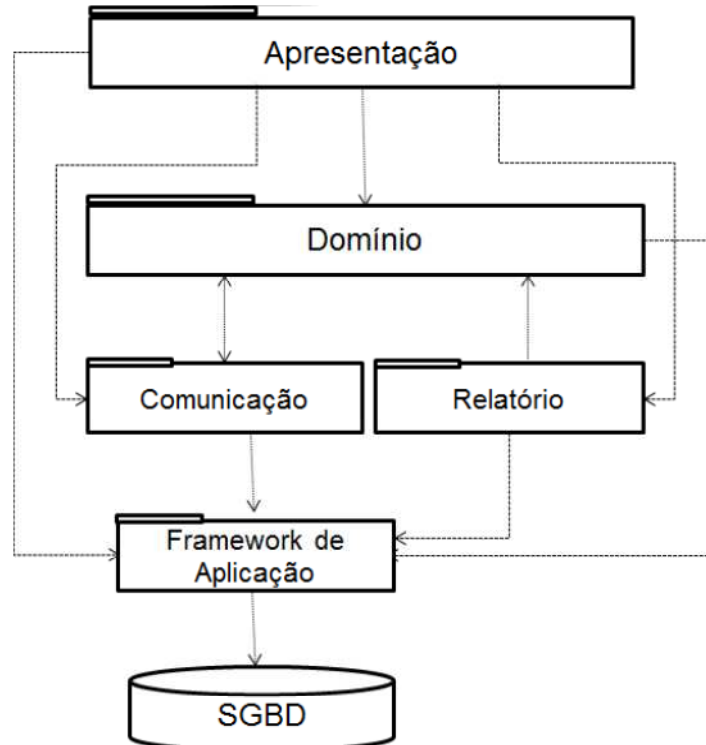 Apresentação
Domínio
Comunicação
Relatório
Framework de
Aplicação
SGBD